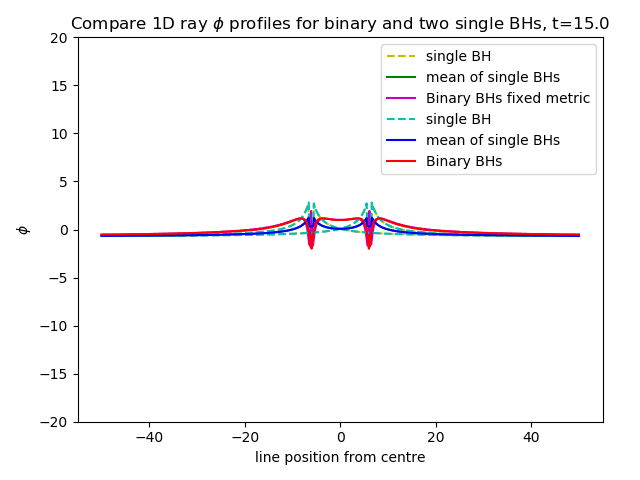 Compare 1D ray ϕ profiles for binary and two single BHs, t=15.0
20
15
10
5
0
−5
−10
−15
−20
ϕ
single BH
mean of single BHs
Binary BHs fixed metric
single BH
mean of single BHs
Binary BHs
−40 −20 0 20 40
line position from centre